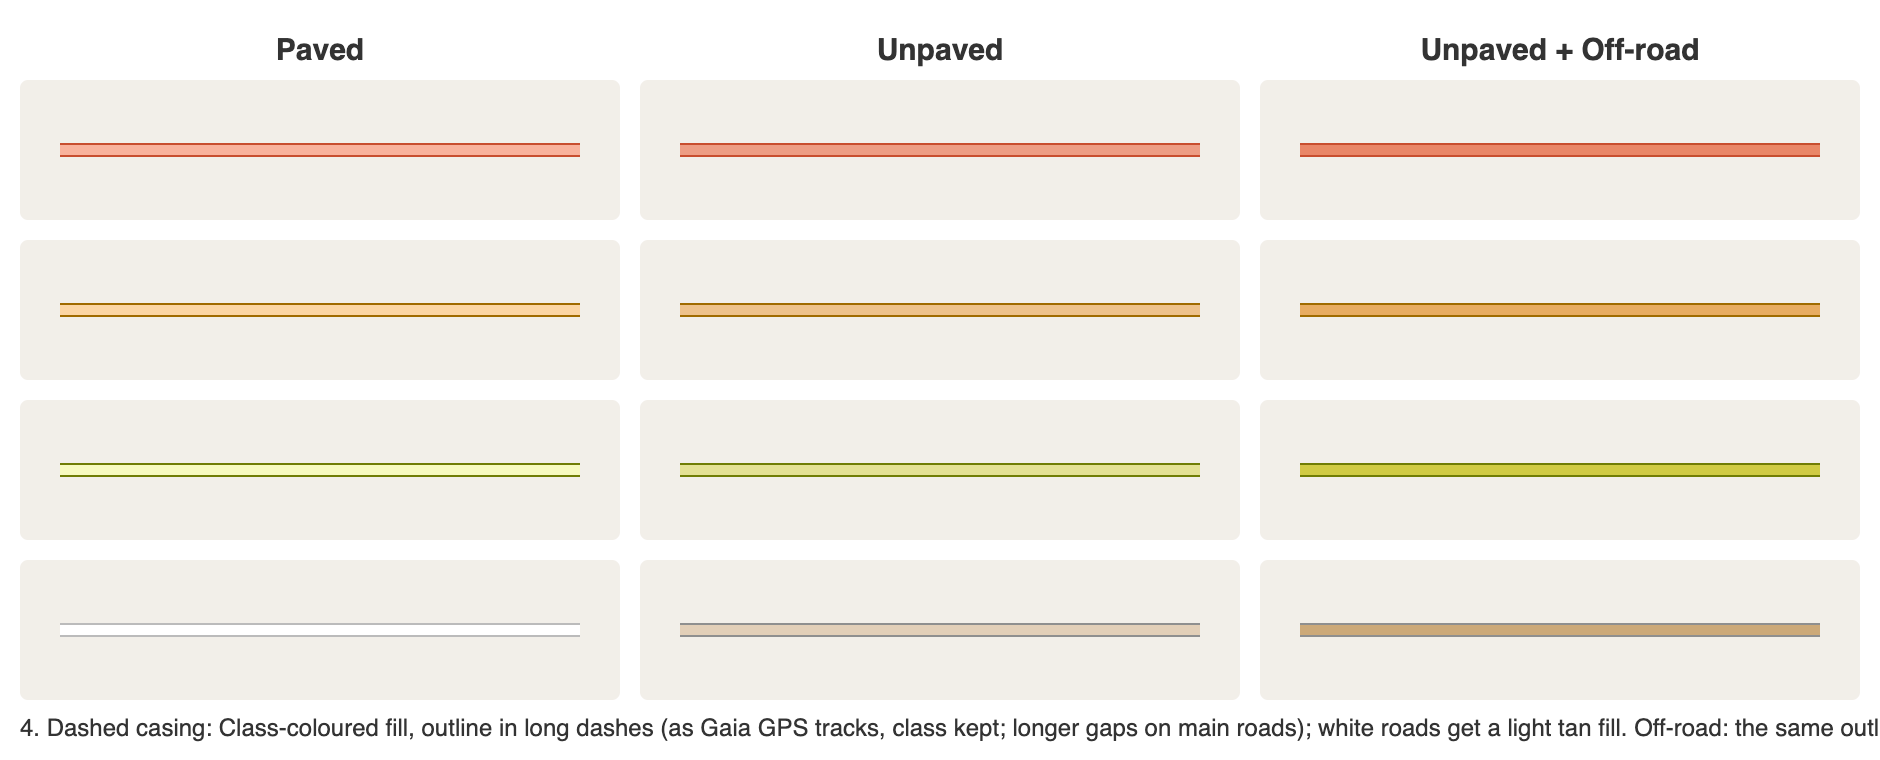 Paved
Unpaved
Unpaved + Off-road
4. Dashed casing: Class-coloured fill, outline in long dashes (as Gaia GPS tracks, class kept; longer gaps on main roads); white roads get a light tan fill. Off-road: the same outl